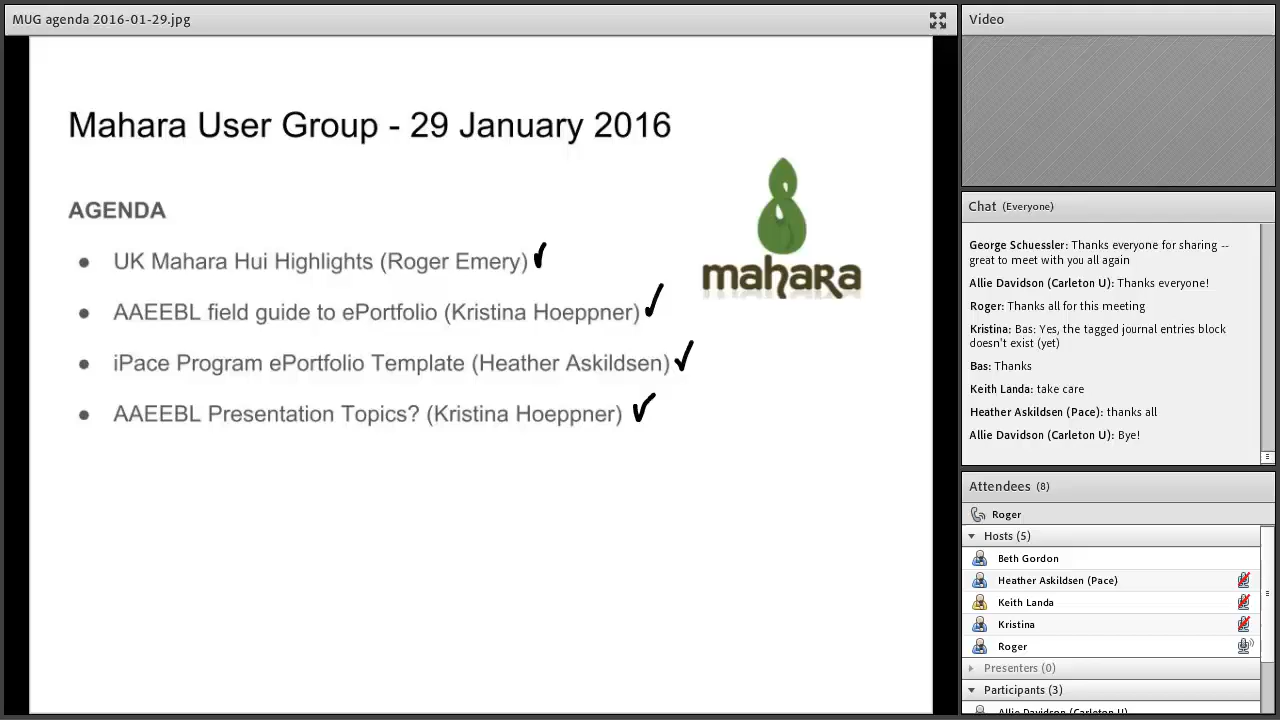 MUG agenda 2016-01-29.jpg
Mahara User Group - 29 January 2016
AGENDA
● UK Mahara Hui Highlights (Roger Emery)
● AAEEBL field guide to ePortfolio (Kristina Hoeppner)
● iPace Program ePortfolio Template (Heather Askildsen)
● AAEEBL Presentation Topics? (Kristina Hoeppner)
mahara
Video
Chat (Everyone)
George Schuessler: Thanks everyone for sharing --
great to meet with you all again
Allie Davidson (Carleton U): Thanks everyone!
Roger: Thanks all for this meeting
Kristina: Bas: Yes, the tagged journal entries block
doesn't exist (yet)
Bas: Thanks
Keith Landa: take care
Heather Askildsen (Pace): thanks all
Allie Davidson (Carleton U): Bye!
Attendees (8)
Roger
Hosts (5)
Beth Gordon
Heather Askildsen (Pace)
Keith Landa
Kristina
Roger
Presenters (0)
Participants (3)
Allie Davidson (Carleton U)